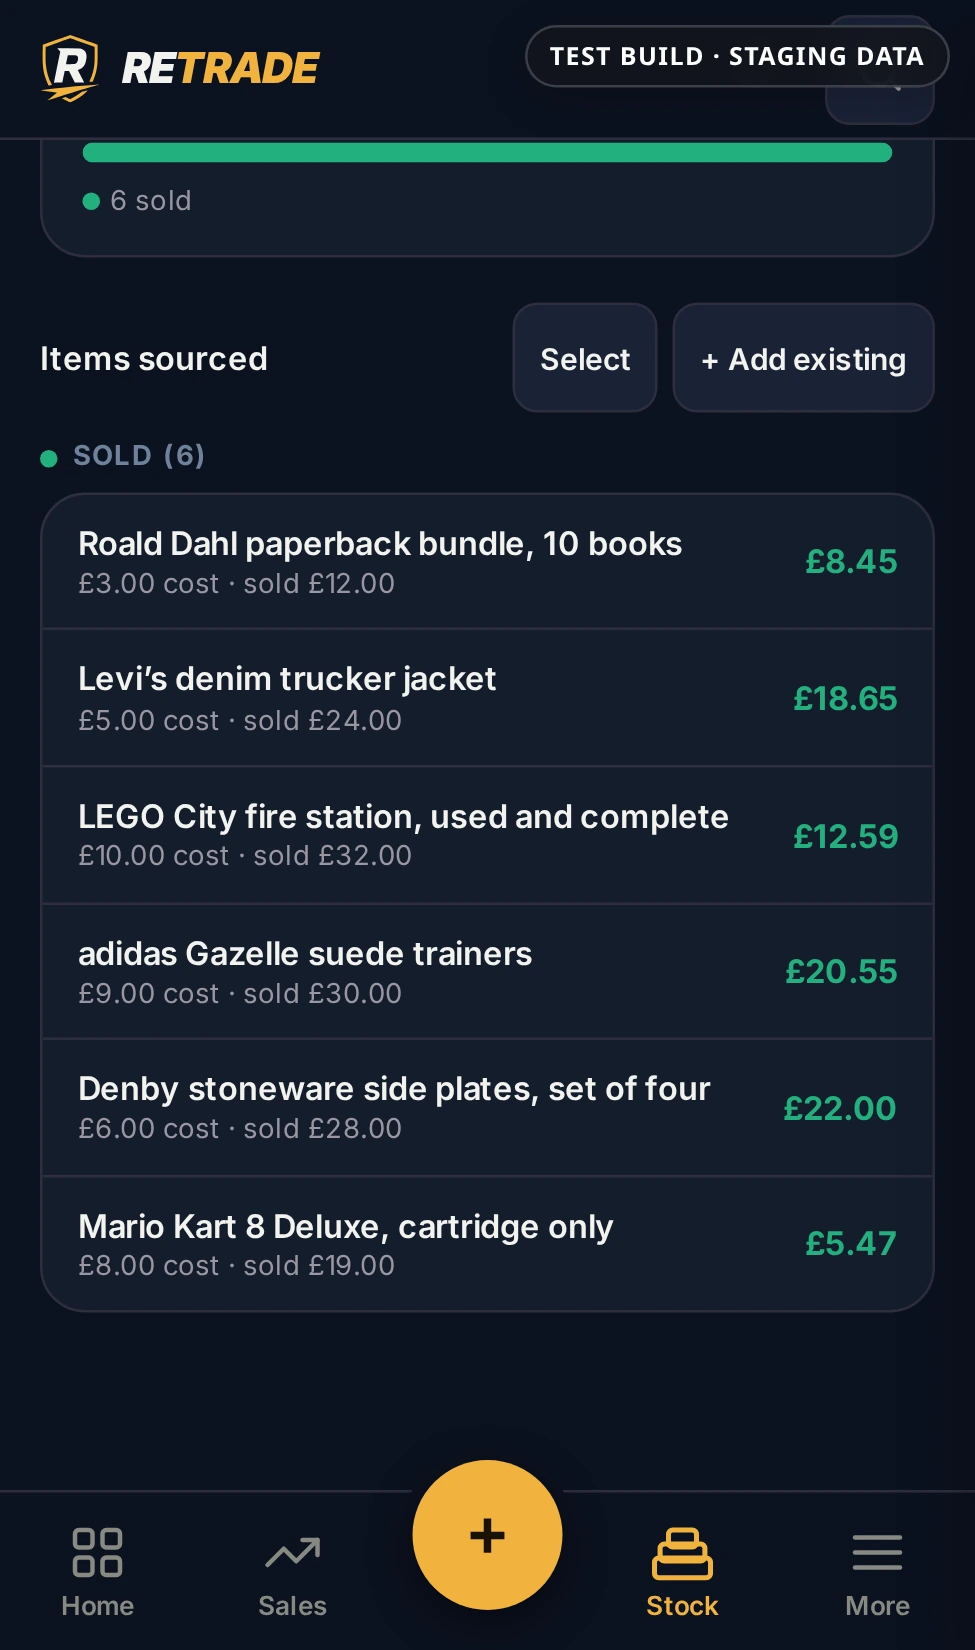 RETRADE
TEST BUILD · STAGING DATA
6 sold
Items sourced
Select
+ Add existing
SOLD (6)
Roald Dahl paperback bundle, 10 books
£3.00 cost · sold £12.00
£8.45
Levi’s denim trucker jacket
£5.00 cost · sold £24.00
£18.65
LEGO City fire station, used and complete
£10.00 cost · sold £32.00
£12.59
adidas Gazelle suede trainers
£9.00 cost · sold £30.00
£20.55
Denby stoneware side plates, set of four
£6.00 cost · sold £28.00
£22.00
Mario Kart 8 Deluxe, cartridge only
£8.00 cost · sold £19.00
£5.47
Home
Sales
+
Stock
More